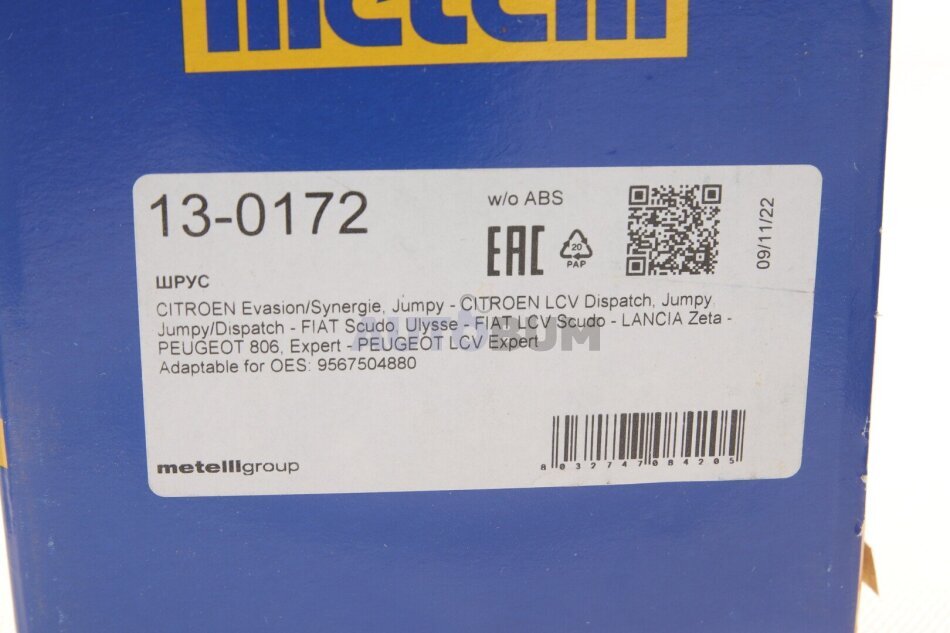 metelli
13-0172
w/o ABS
EAC
20
PAP
09/11/22
ШРУС
CITROEN Evasion/Synergie, Jumpy - CITROEN LCV Dispatch, Jumpy,
Jumpy/Dispatch - FIAT Scudo, Ulysse - FIAT LCV Scudo - LANCIA Zeta -
PEUGEOT 806, Expert - PEUGEOT LCV Expert
AUTOBUM
Adaptable for OES: 9567504880
metelligroup
8032747084205